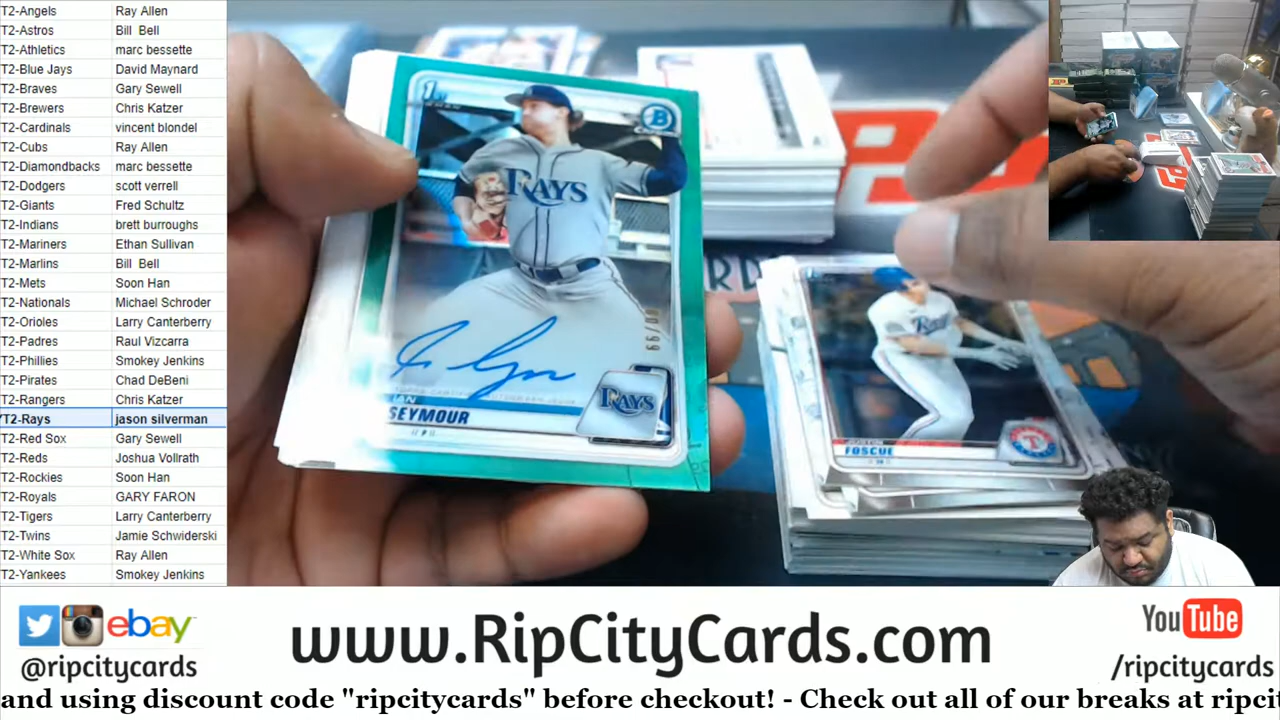 T2-Angels Ray Allen
T2-Astros Bill Bell
T2-Athletics marc bessette
T2-Blue Jays David Maynard
T2-Braves Gary Sewell
T2-Brewers Chris Katzer
T2-Cardinals vincent blondel
T2-Cubs Ray Allen
T2-Diamondbacks marc bessette
T2-Dodgers scott verrell
T2-Giants Fred Schultz
T2-Indians brett burroughs
T2-Mariners Ethan Sullivan
T2-Marlins Bill Bell
T2-Mets Soon Han
T2-Nationals Michael Schroder
T2-Orioles Larry Canterberry
T2-Padres Raul Vizcarra
T2-Phillies Smokey Jenkins
T2-Pirates Chad DeBeni
T2-Rangers Chris Katzer
T2-Rays jason silverman
T2-Red Sox Gary Sewell
T2-Reds Joshua Vollrath
T2-Rockies Soon Han
T2-Royals GARY FARON
T2-Tigers Larry Canterberry
T2-Twins Jamie Schwiderski
T2-White Sox Ray Allen
T2-Yankees Smokey Jenkins
1st
B
RAYS
SEYMOUR
RAYS
FOSCUE
ebay
@ripcitycards
www.RipCityCards.com
YouTube
/ripcitycards
and using discount code "ripcitycards" before checkout! - Check out all of our breaks at ripcit